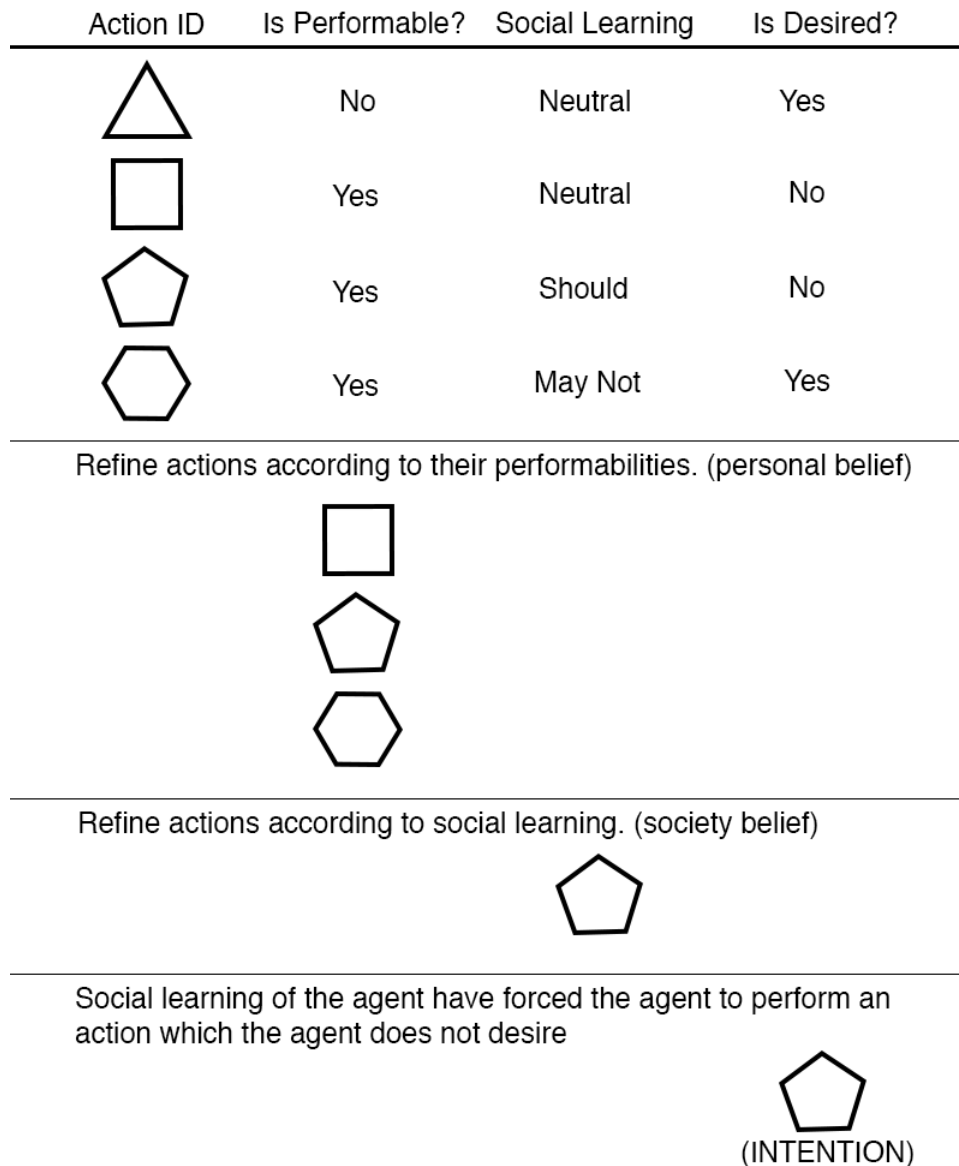 Action ID Is Performable? Social Learning Is Desired?
No Neutral Yes
Yes Neutral No
Yes Should No
Yes May Not Yes
Refine actions according to their performabilities. (personal belief)
Refine actions according to social learning. (society belief)
Social learning of the agent have forced the agent to perform an
action which the agent does not desire
(INTENTION)